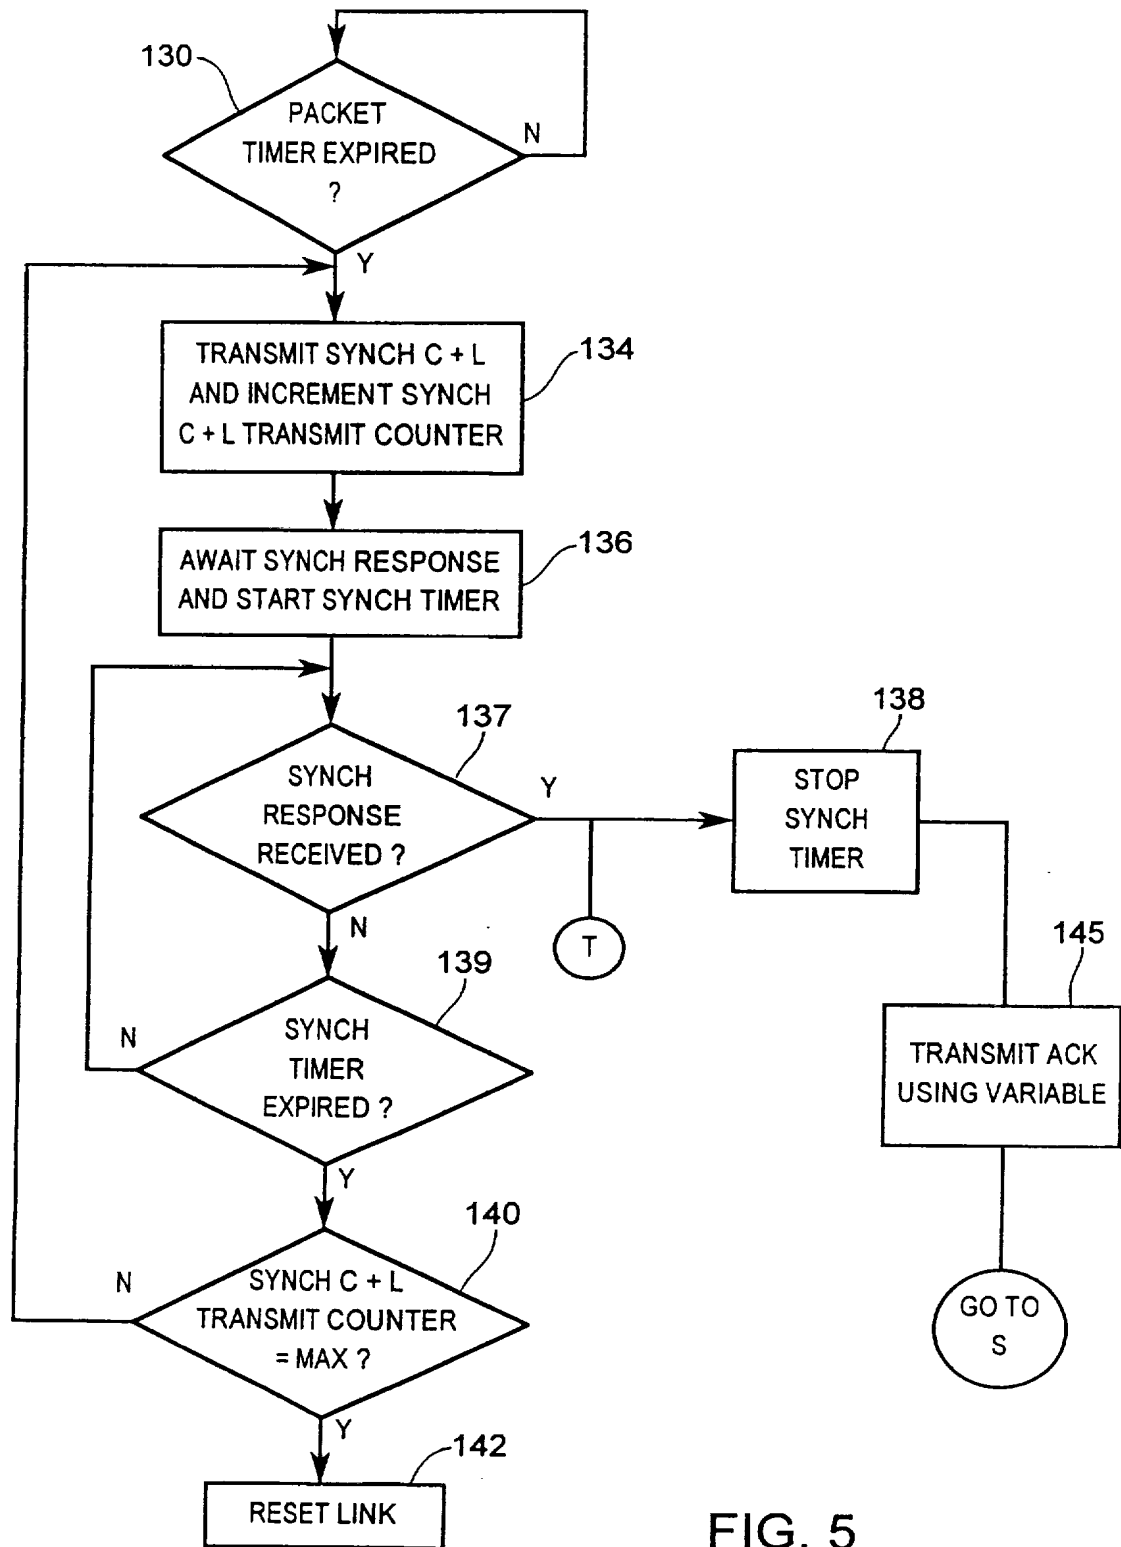 130
PACKET
TIMER EXPIRED
?
N
Y
TRANSMIT SYNCH C + L
AND INCREMENT SYNCH
C + L TRANSMIT COUNTER
134
AWAIT SYNCH RESPONSE
AND START SYNCH TIMER
136
137
SYNCH
RESPONSE
RECEIVED ?
Y
N
138
STOP
SYNCH
TIMER
T
139
SYNCH
TIMER
EXPIRED ?
N
Y
145
TRANSMIT ACK
USING VARIABLE
140
SYNCH C + L
TRANSMIT COUNTER
= MAX ?
N
Y
GO TO
S
142
RESET LINK
FIG. 5